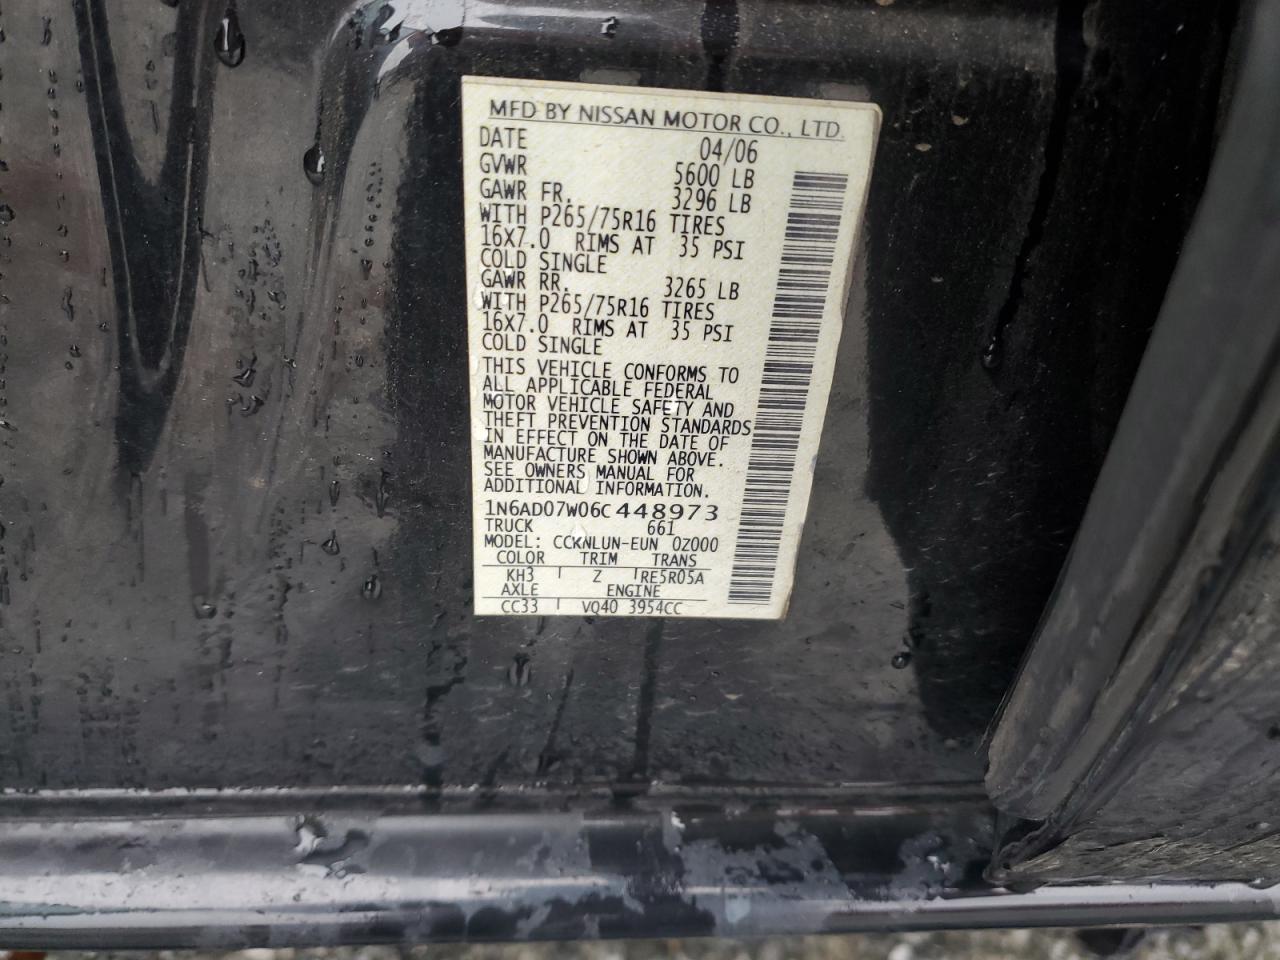 MFD BY NISSAN MOTOR CO., LTD.
DATE 04/06
GVWR 5600 LB
GAWR FR. 3296 LB
WITH P265/75R16 TIRES
16X7.0 RIMS AT 35 PSI
COLD SINGLE
GAWR RR. 3265 LB
WITH P265/75R16 TIRES
16X7.0 RIMS AT 35 PSI
COLD SINGLE
THIS VEHICLE CONFORMS TO
ALL APPLICABLE FEDERAL
MOTOR VEHICLE SAFETY AND
THEFT PREVENTION STANDARDS
IN EFFECT ON THE DATE OF
MANUFACTURE SHOWN ABOVE.
SEE OWNERS MANUAL FOR
ADDITIONAL INFORMATION.
1N6AD07W06C448973
TRUCK 661
MODEL: CCKNLUN-EUN 0Z000
COLOR TRIM TRANS
KH3 Z RE5R05A
AXLE ENGINE
CC33 VQ40 3954CC